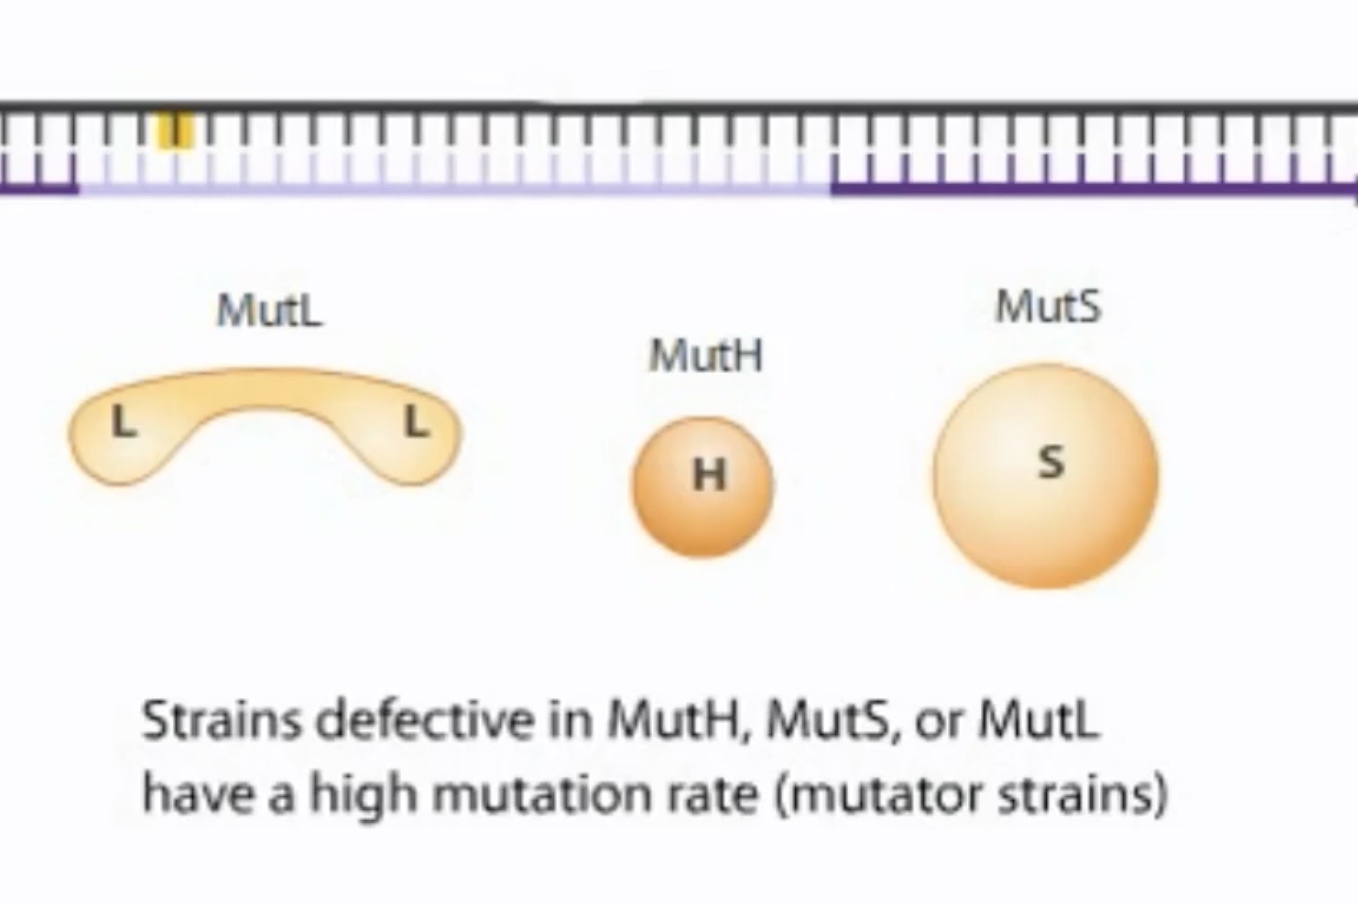 MutL
MutH
MutS
L
L
H
S
Strains defective in MutH, MutS, or MutL
have a high mutation rate (mutator strains)